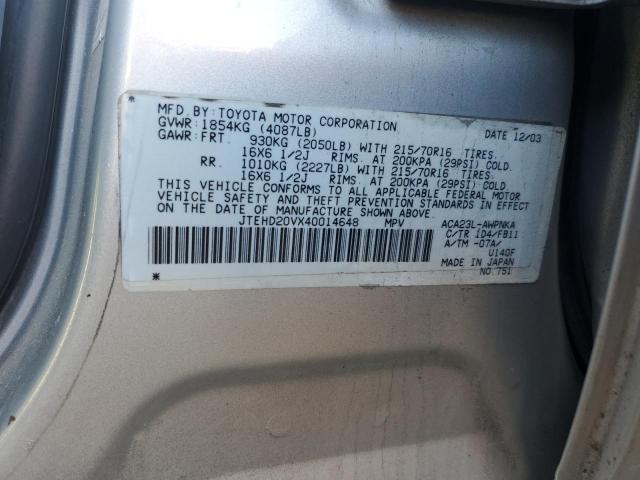 MFD. BY: TOYOTA MOTOR CORPORATION DATE 12/03
GVWR: 1854KG (4087LB)
GAWR: FRT. 930KG (2050LB) WITH 215/70R16 TIRES.
16X6 1/2J RIMS. AT 200KPA (29PSI) COLD.
RR. 1010KG (2227LB) WITH 215/70R16 TIRES.
16X6 1/2J RIMS. AT 200KPA (29PSI) COLD.
THIS VEHICLE CONFORMS TO ALL APPLICABLE FEDERAL MOTOR
VEHICLE SAFETY AND THEFT PREVENTION STANDARDS IN EFFECT
ON THE DATE OF MANUFACTURE SHOWN ABOVE.
JTEHD20VX40014648 MPV ACA23L-AWPNKA
C/TR 1D4/FB11
A/TM -07A/
U140F
MADE IN JAPAN
NO.751